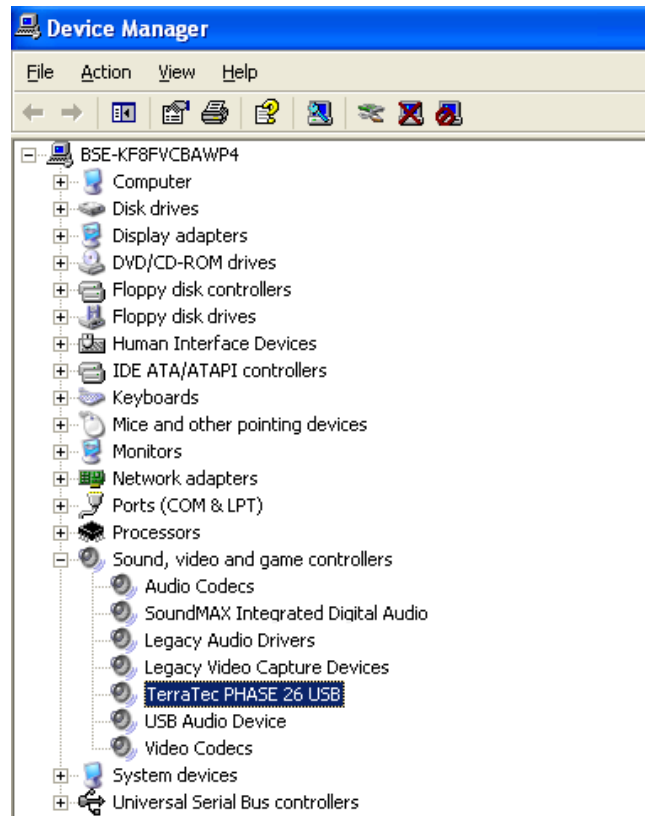 Device Manager
File Action View Help
BSE-KF8FVCBAWP4
Computer
Disk drives
Display adapters
DVD/CD-ROM drives
Floppy disk controllers
Floppy disk drives
Human Interface Devices
IDE ATA/ATAPI controllers
Keyboards
Mice and other pointing devices
Monitors
Network adapters
Ports (COM & LPT)
Processors
Sound, video and game controllers
Audio Codecs
SoundMAX Integrated Digital Audio
Legacy Audio Drivers
Legacy Video Capture Devices
TerraTec PHASE 26 USB
USB Audio Device
Video Codecs
System devices
Universal Serial Bus controllers